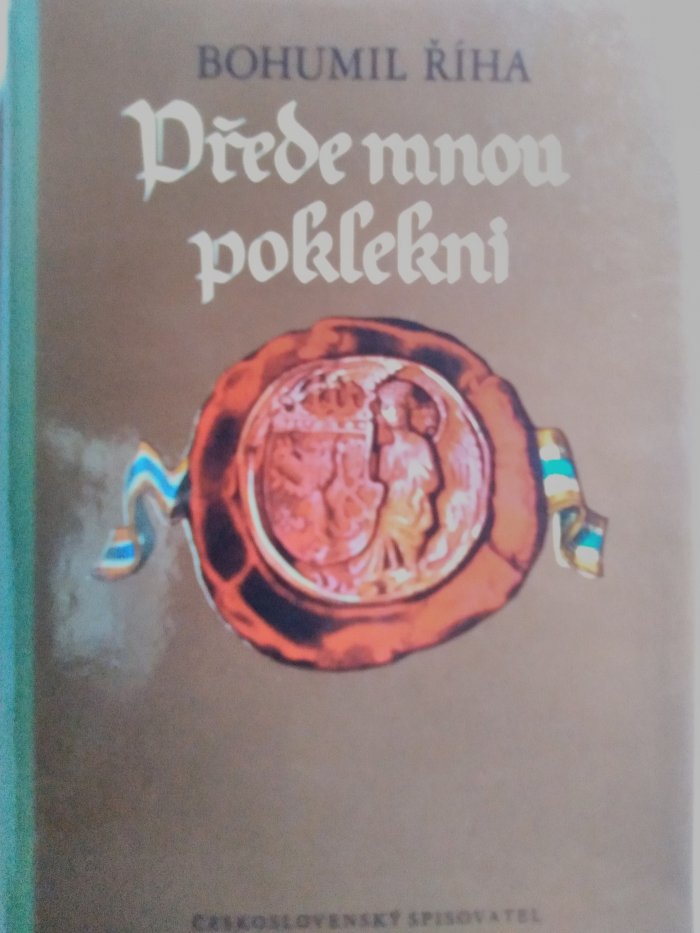 BOHUMIL ŘÍHA
Přede mnou
poklekni
ČESKOSLOVENSKÝ SPISOVATEL